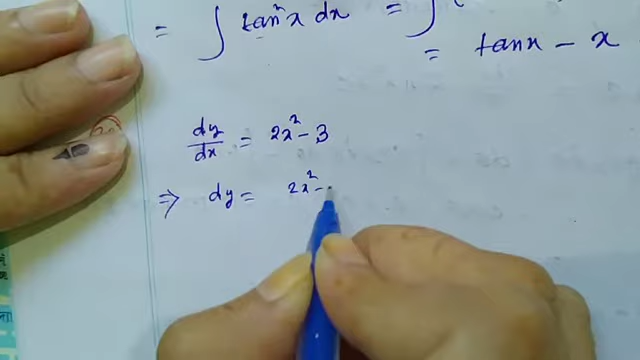 = ∫ tan²x dx = ∫(
= tanx − x
dy/dx = 2x² − 3
⇒ dy = 2x² −